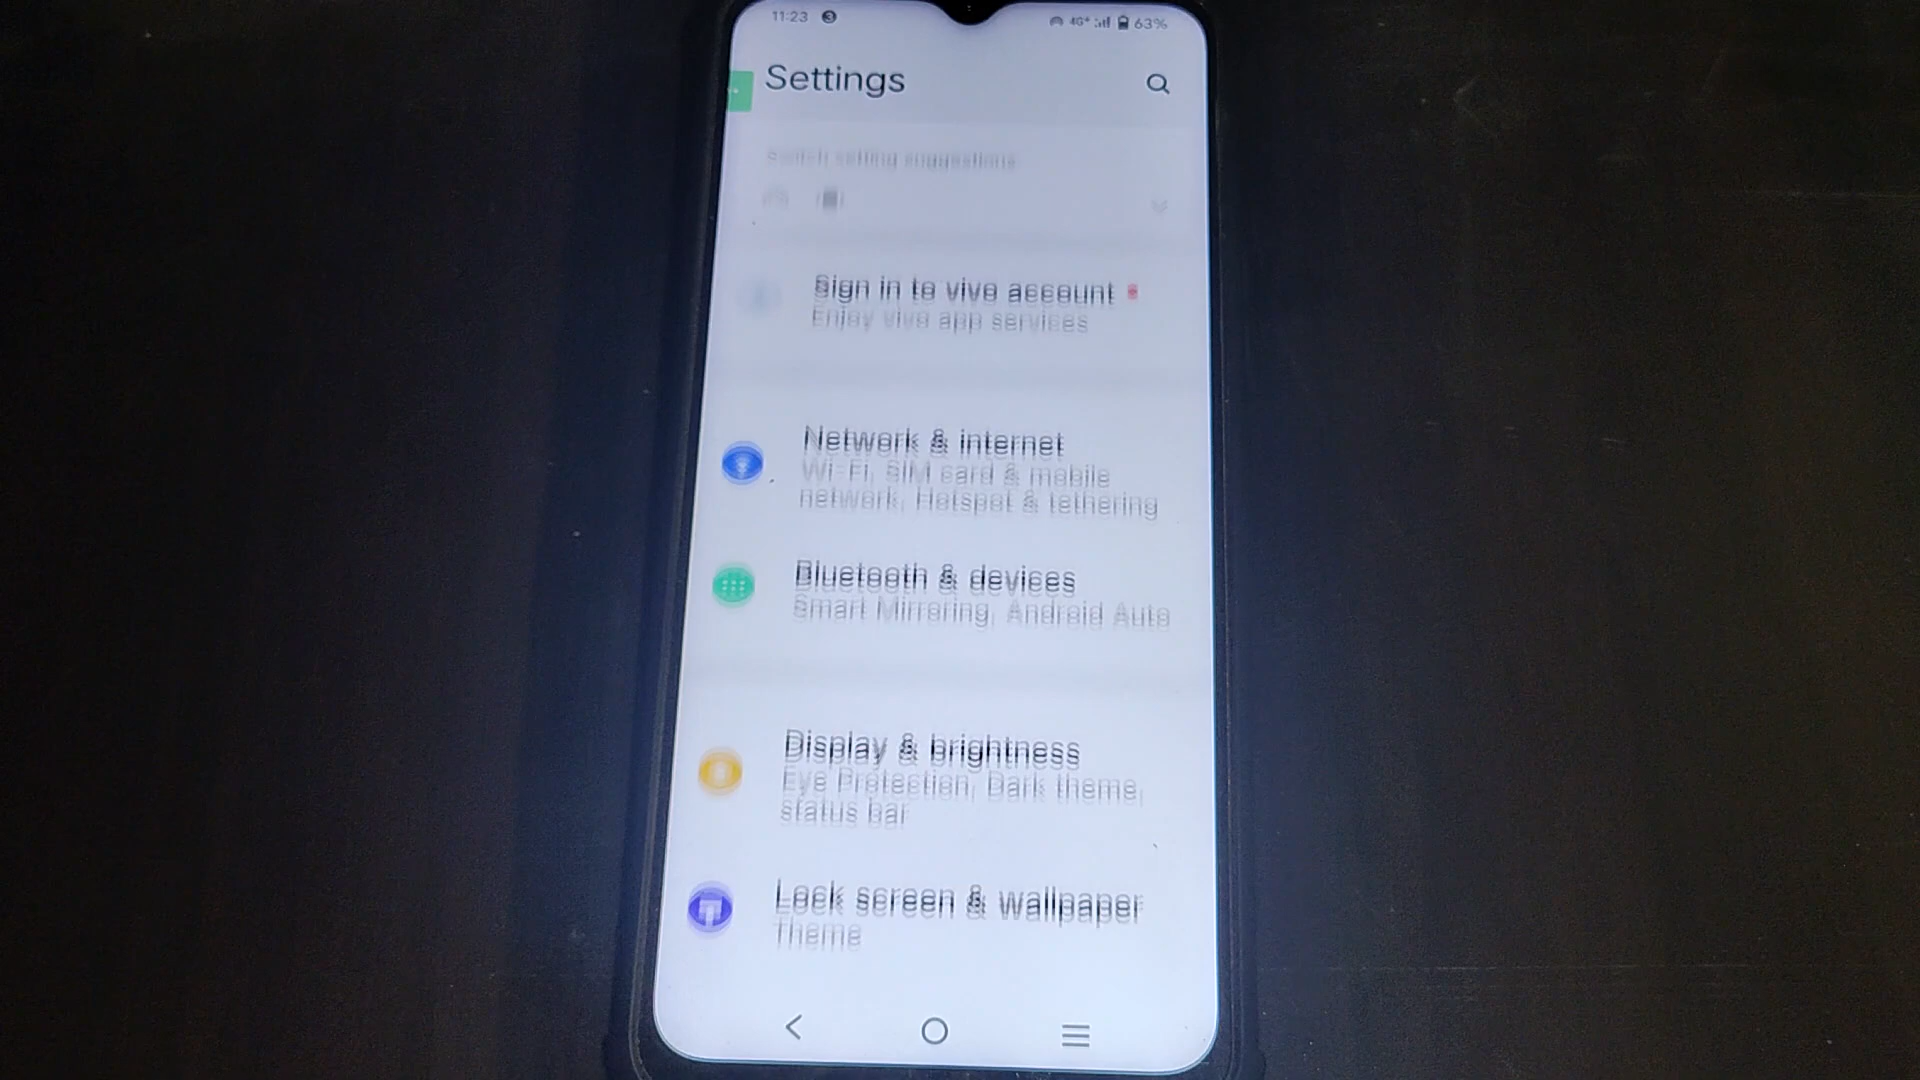 11:23
4G+ 63%
Settings
Switch setting suggestions
Sign in to vivo account
Enjoy vivo app services
Network & internet
Wi-Fi, SIM card & mobile
network, Hotspot & tethering
Bluetooth & devices
Smart Mirroring, Android Auto
Display & brightness
Eye Protection, Dark theme,
status bar
Lock screen & wallpaper
Theme